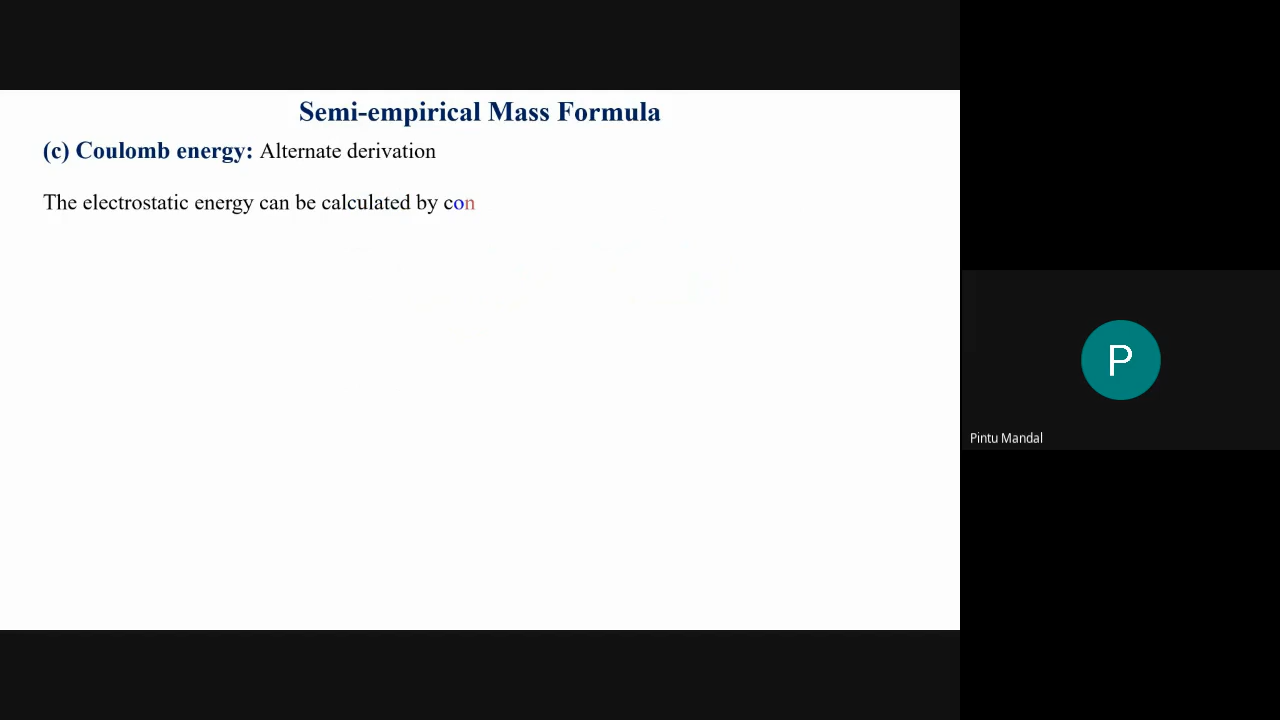 Semi-empirical Mass Formula
(c) Coulomb energy: Alternate derivation
The electrostatic energy can be calculated by con
P
Pintu Mandal